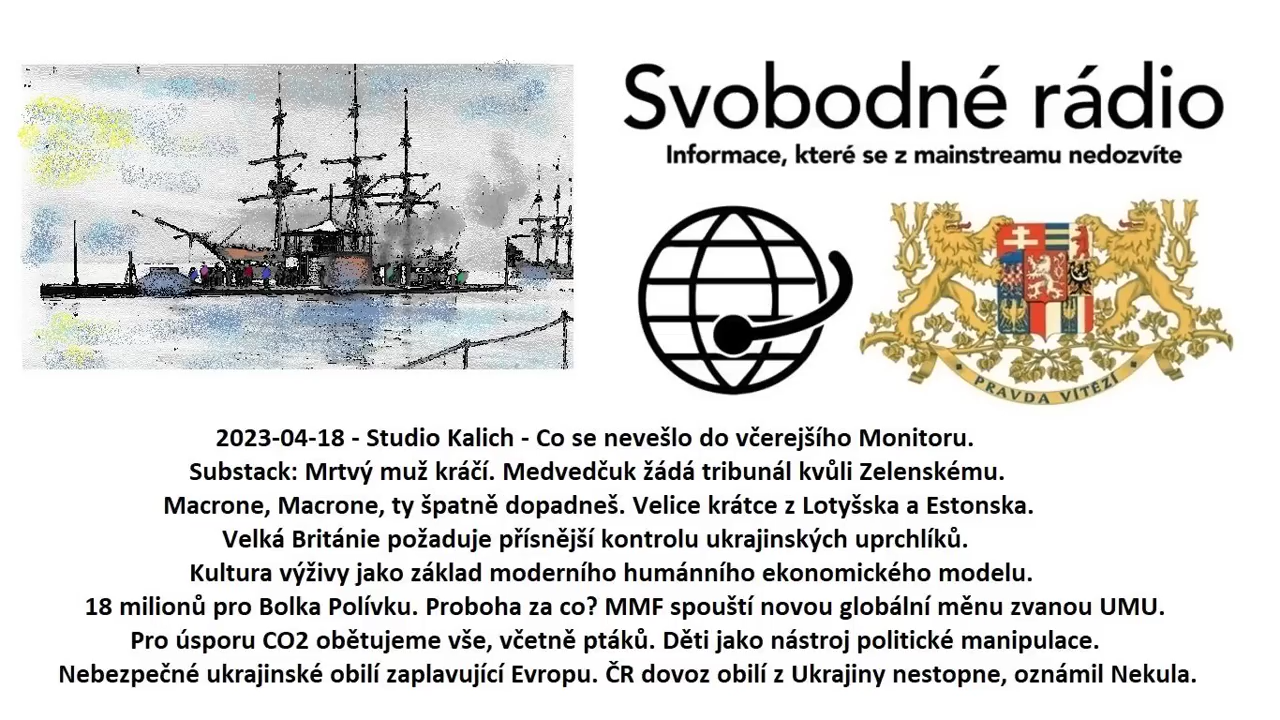 Svobodné rádio
Informace, které se z mainstreamu nedozvíte
PRAVDA VÍTĚZÍ
2023-04-18 - Studio Kalich - Co se nevešlo do včerejšího Monitoru.
Substack: Mrtvý muž kráčí. Medvedčuk žádá tribunál kvůli Zelenskému.
Macrone, Macrone, ty špatně dopadneš. Velice krátce z Lotyšska a Estonska.
Velká Británie požaduje přísnější kontrolu ukrajinských uprchlíků.
Kultura výživy jako základ moderního humánního ekonomického modelu.
18 milionů pro Bolka Polívku. Proboha za co? MMF spouští novou globální měnu zvanou UMU.
Pro úsporu CO2 obětujeme vše, včetně ptáků. Děti jako nástroj politické manipulace.
Nebezpečné ukrajinské obilí zaplavující Evropu. ČR dovoz obilí z Ukrajiny nestopne, oznámil Nekula.